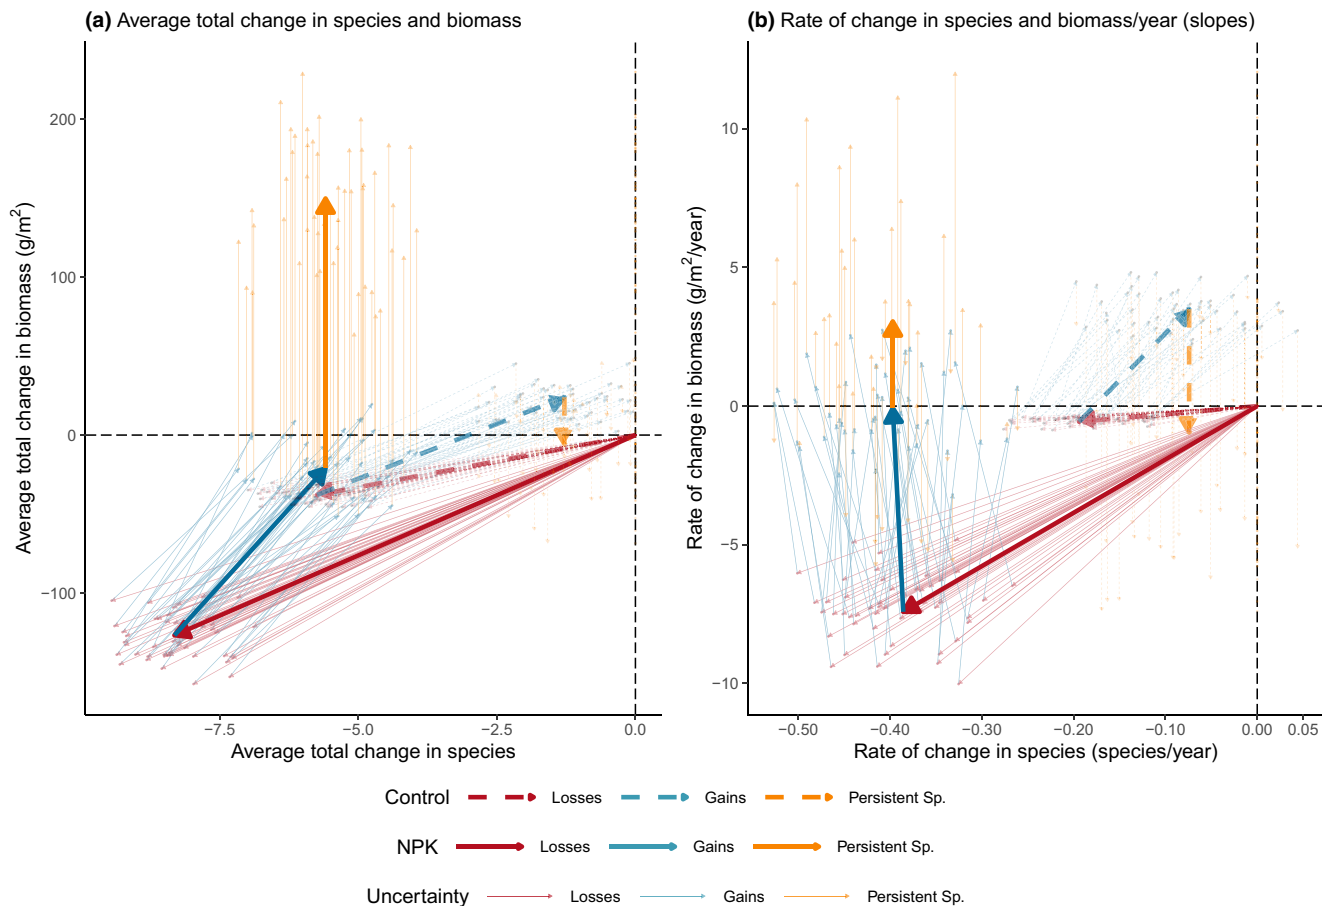 (a) Average total change in species and biomass
Average total change in biomass (g/m²)
200
100
0
−100
−7.5
−5.0
−2.5
0.0
Average total change in species
(b) Rate of change in species and biomass/year (slopes)
Rate of change in biomass (g/m²/year)
10
5
0
−5
−10
−0.50
−0.40
−0.30
−0.20
−0.10
0.00
0.05
Rate of change in species (species/year)
Control Losses Gains Persistent Sp.
NPK Losses Gains Persistent Sp.
Uncertainty Losses Gains Persistent Sp.